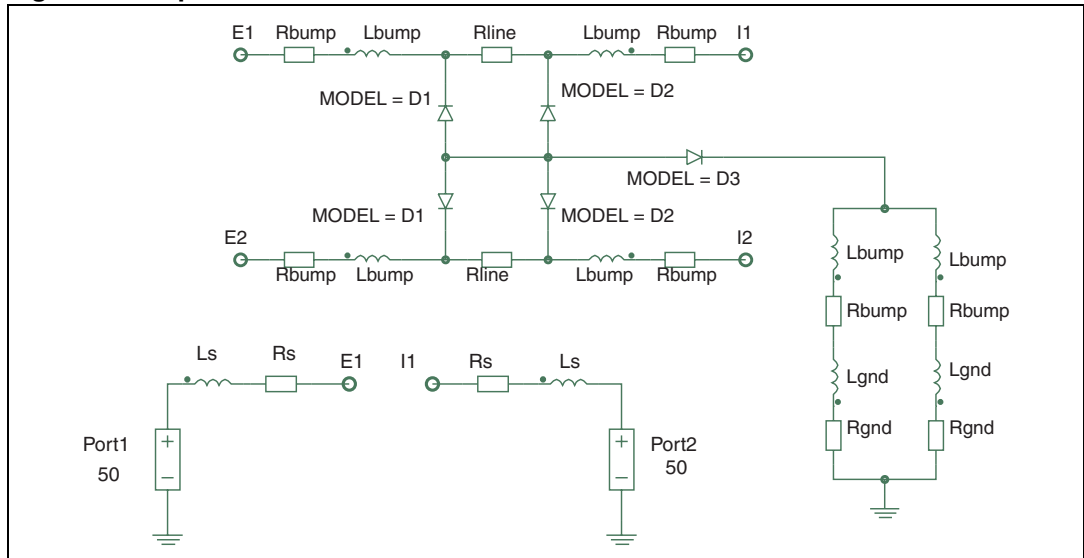 E1 Rbump Lbump Rline Lbump Rbump I1
MODEL = D1 MODEL = D2
MODEL = D3
MODEL = D1 MODEL = D2
E2 I2
Rbump Lbump Rline Lbump Rbump
Lbump Lbump
Rbump Rbump
Lgnd Lgnd
Rgnd Rgnd
Ls Rs E1 I1 Rs Ls
+ +
Port1 Port2
50 50
− −